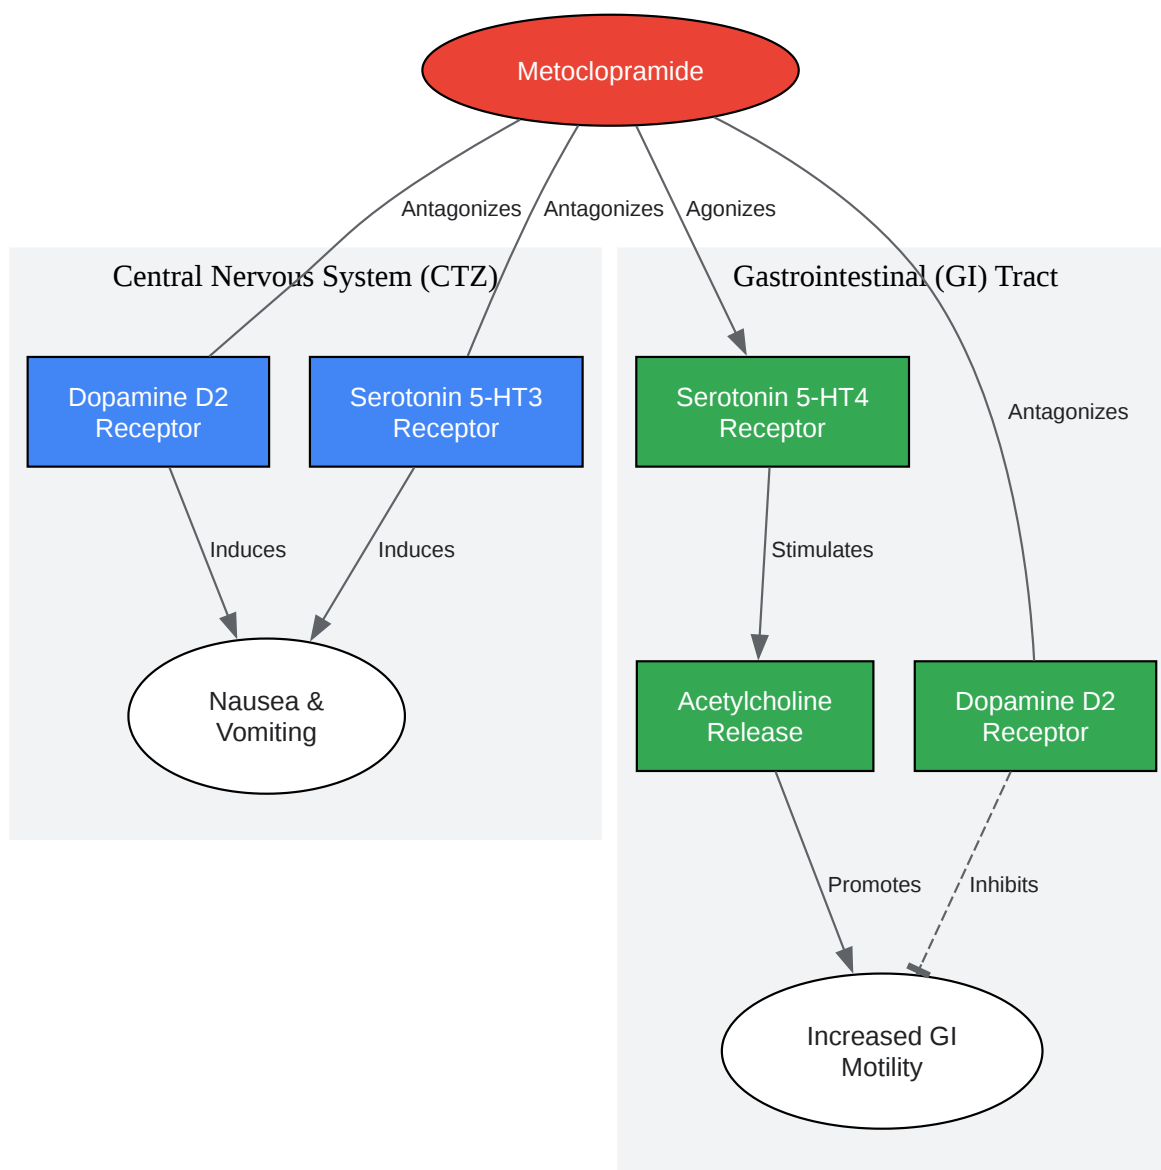 Metoclopramide
Antagonizes
Antagonizes
Agonizes
Central Nervous System (CTZ)
Gastrointestinal (GI) Tract
Dopamine D2
Receptor
Serotonin 5-HT3
Receptor
Serotonin 5-HT4
Receptor
Antagonizes
Induces
Induces
Stimulates
Nausea &
Vomiting
Acetylcholine
Release
Dopamine D2
Receptor
Promotes
Inhibits
Increased GI
Motility